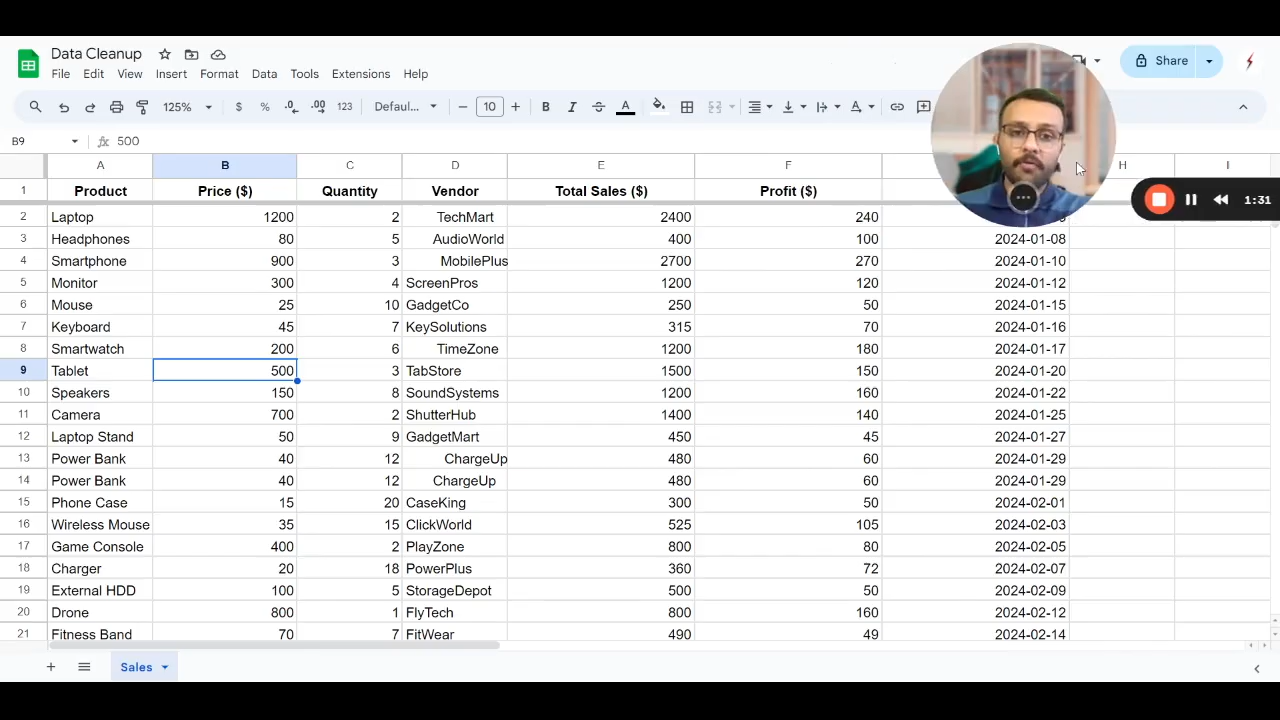 Data Cleanup
File Edit View Insert Format Data Tools Extensions Help
Share
125% $ % .0 .00 123 Defaul... 10 B I S A
B9 fx 500
1:31
A B C D E F H I
1 Product Price ($) Quantity Vendor Total Sales ($) Profit ($)
2 Laptop 1200 2 TechMart 2400 240
3 Headphones 80 5 AudioWorld 400 100 2024-01-08
4 Smartphone 900 3 MobilePlus 2700 270 2024-01-10
5 Monitor 300 4 ScreenPros 1200 120 2024-01-12
6 Mouse 25 10 GadgetCo 250 50 2024-01-15
7 Keyboard 45 7 KeySolutions 315 70 2024-01-16
8 Smartwatch 200 6 TimeZone 1200 180 2024-01-17
9 Tablet 500 3 TabStore 1500 150 2024-01-20
10 Speakers 150 8 SoundSystems 1200 160 2024-01-22
11 Camera 700 2 ShutterHub 1400 140 2024-01-25
12 Laptop Stand 50 9 GadgetMart 450 45 2024-01-27
13 Power Bank 40 12 ChargeUp 480 60 2024-01-29
14 Power Bank 40 12 ChargeUp 480 60 2024-01-29
15 Phone Case 15 20 CaseKing 300 50 2024-02-01
16 Wireless Mouse 35 15 ClickWorld 525 105 2024-02-03
17 Game Console 400 2 PlayZone 800 80 2024-02-05
18 Charger 20 18 PowerPlus 360 72 2024-02-07
19 External HDD 100 5 StorageDepot 500 50 2024-02-09
20 Drone 800 1 FlyTech 800 160 2024-02-12
21 Fitness Band 70 7 FitWear 490 49 2024-02-14
Sales